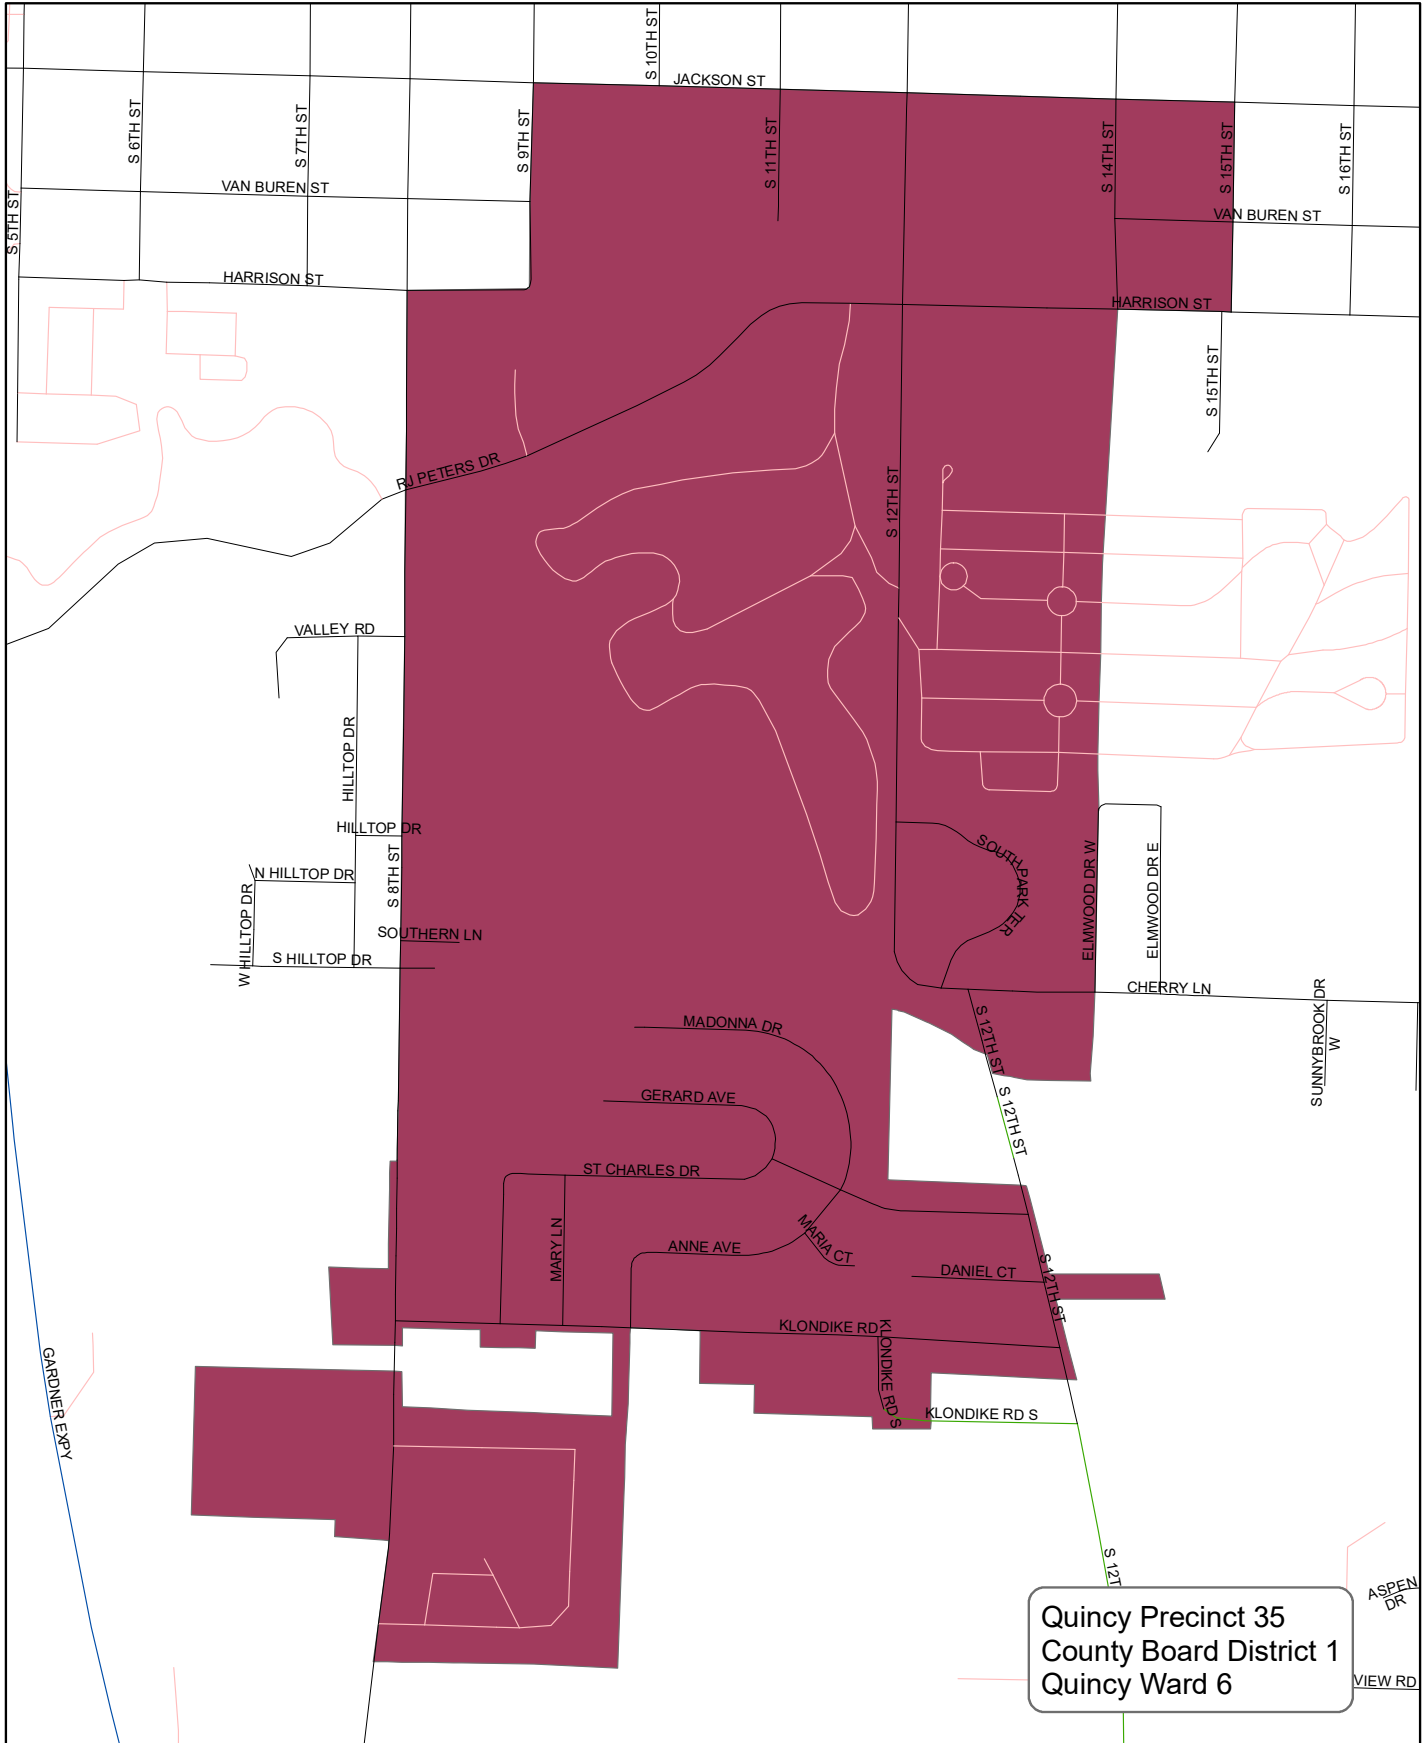 S 10TH ST
JACKSON ST
S 6TH ST
S 7TH ST
S 9TH ST
S 11TH ST
S 14TH ST
S 15TH ST
S 16TH ST
VAN BUREN ST
S 5TH ST
VAN BUREN ST
HARRISON ST
HARRISON ST
S 15TH ST
RJ PETERS DR
S 12TH ST
VALLEY RD
HILLTOP DR
HILLTOP DR
S 8TH ST
N HILLTOP DR
W HILLTOP DR
SOUTHERN LN
S HILLTOP DR
SOUTH PARK TER
ELMWOOD DR W
ELMWOOD DR E
CHERRY LN
SUNNYBROOK DR
W
MADONNA DR
S 12TH ST
GERARD AVE
S 12TH ST
ST CHARLES DR
MARY LN
ANNE AVE
MARIA CT
DANIEL CT
S 12TH ST
KLONDIKE RD
KLONDIKE RD S
KLONDIKE RD S
GARDNER EXPY
S 12T
ASPEN
DR
Quincy Precinct 35
County Board District 1
Quincy Ward 6
VIEW RD